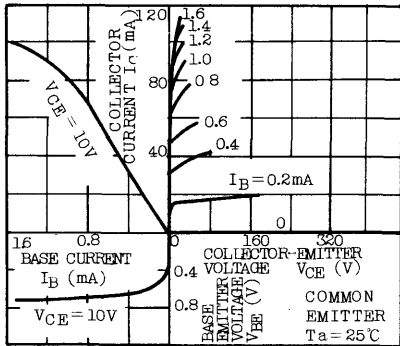 COLLECTOR
CURRENT IC (mA)
120
80
40
1.6
1.4
1.2
1.0
0.8
0.6
0.4
IB=0.2mA
0
VCE=10V
1.6 0.8 0 160 320
BASE CURRENT
IB (mA)
COLLECTOR-EMITTER
VOLTAGE VCE (V)
0.4
0.8
BASE
EMITTER
VOLTAGE
VBE (V)
VCE=10V
COMMON
EMITTER
Ta=25℃